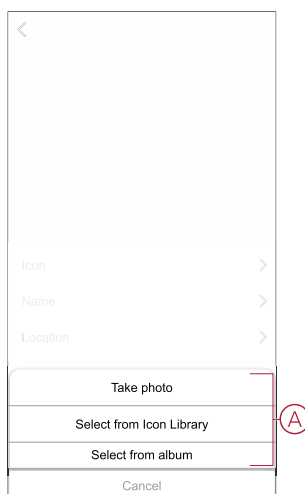 Icon
Name
Location
Take photo
Select from Icon Library
A
Select from album
Cancel